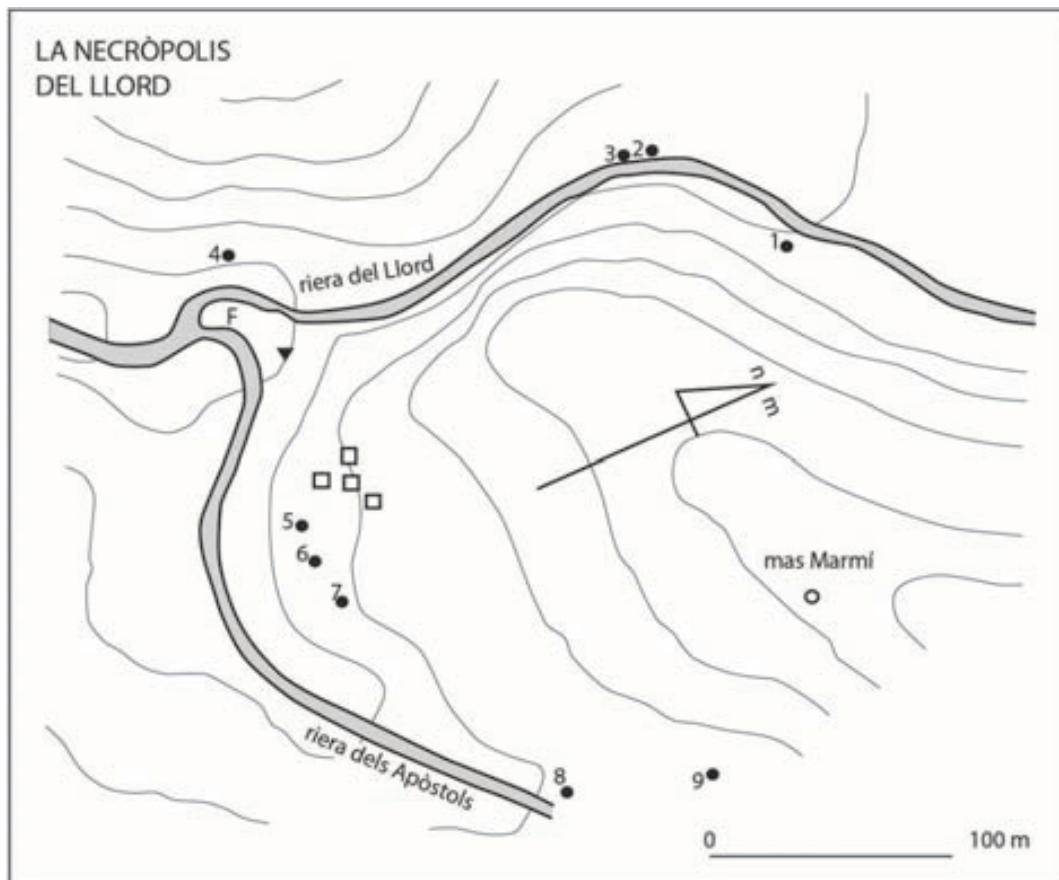 LA NECRÒPOLIS
DEL LLORD
3
2
1
4
riera del Llord
F
n
m
5
6
7
mas Marmí
riera dels Apòstols
8
9
0
100 m